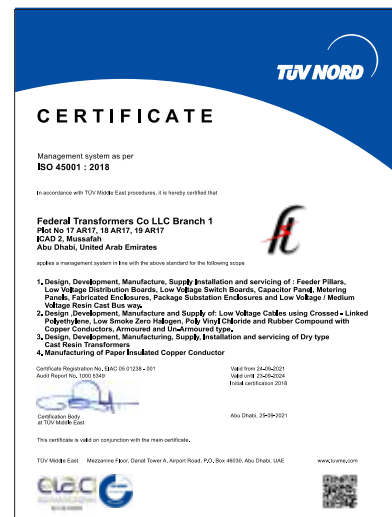 TÜV NORD
CERTIFICATE
Management system as per
ISO 45001 : 2018
In accordance with TÜV Middle East procedures, it is hereby certified that
Federal Transformers Co LLC Branch 1
Plot No 17 AR17, 18 AR17, 19 AR17
ICAD 2, Mussafah
Abu Dhabi, United Arab Emirates
ft
applies a management system in line with the above standard for the following scope
1. Design, Development, Manufacture, Supply Installation and servicing of : Feeder Pillars,
Low Voltage Distribution Boards, Low Voltage Switch Boards, Capacitor Panel, Metering
Panels, Fabricated Enclosures, Package Substation Enclosures and Low Voltage / Medium
Voltage Resin Cast Bus way.
2. Design ,Development, Manufacture and Supply of: Low Voltage Cables using Crossed - Linked
Polyethylene, Low Smoke Zero Halogen, Poly Vinyl Chloride and Rubber Compound with
Copper Conductors, Armoured and Un-Armoured type.
3. Design, Development, Manufacturing, Supply, Installation and servicing of Dry type
Cast Resin Transformers
4. Manufacturing of Paper Insulated Copper Conductor
Certificate Registration No. EIAC 05 01238 - 001
Audit Report No. 1000 5349
Valid from 24-09-2021
Valid until 23-09-2024
Initial certification 2018
Certification Body
at TÜV Middle East
Abu Dhabi, 25-09-2021
This certificate is valid on conjunction with the main certificate.
TÜV Middle East Mezzanine Floor, Danat Tower A, Airport Road, P.O. Box 46030, Abu Dhabi, UAE www.tuvme.com
eiac